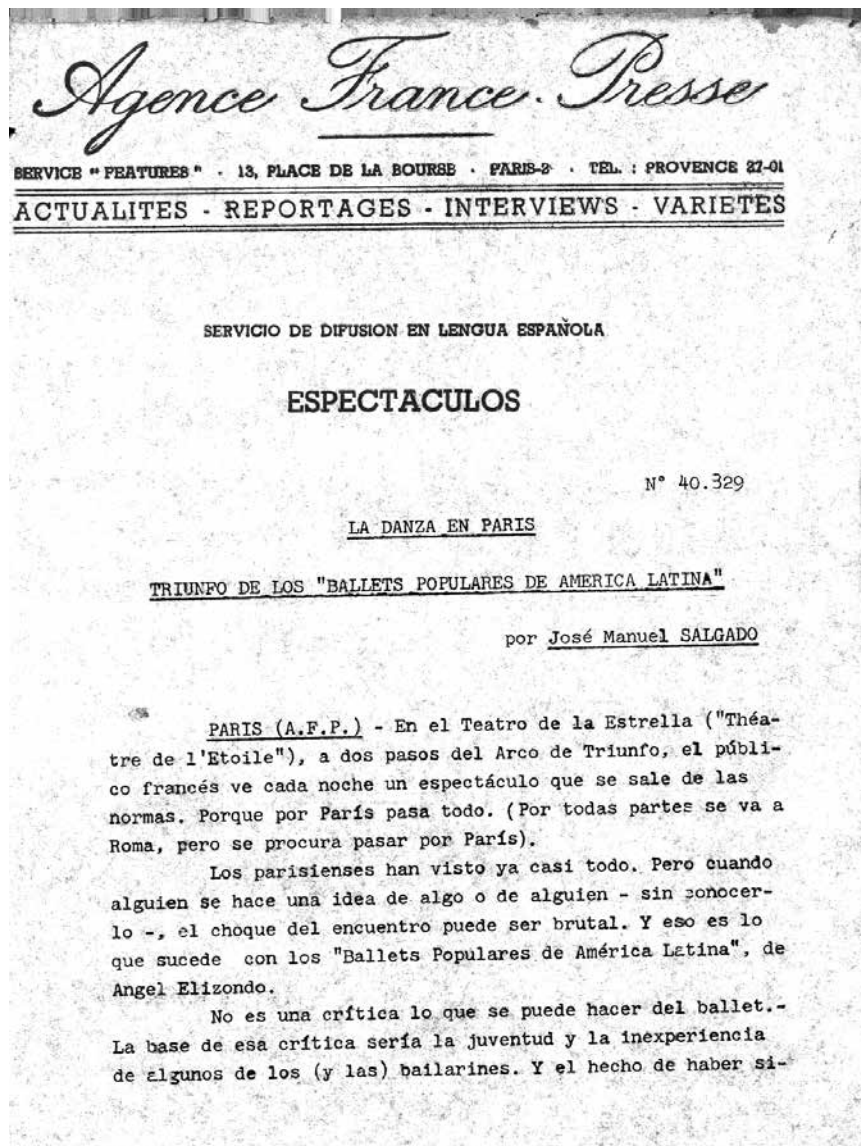 Agence France-Presse
SERVICE "FEATURES" - 13, PLACE DE LA BOURSE - PARIS-2 - TEL. : PROVENCE 27-01
ACTUALITES - REPORTAGES - INTERVIEWS - VARIETES
SERVICIO DE DIFUSION EN LENGUA ESPAÑOLA
ESPECTACULOS
N° 40.329
LA DANZA EN PARIS
TRIUNFO DE LOS "BALLETS POPULARES DE AMERICA LATINA"
por José Manuel SALGADO
PARIS (A.F.P.) - En el Teatro de la Estrella ("Théa-
tre de l'Etoile"), a dos pasos del Arco de Triunfo, el públi-
co francés ve cada noche un espectáculo que se sale de las
normas. Porque por París pasa todo. (Por todas partes se va a
Roma, pero se procura pasar por París).
Los parisienses han visto ya casi todo. Pero cuando
alguien se hace una idea de algo o de alguien - sin conocer-
lo -, el choque del encuentro puede ser brutal. Y eso es lo
que sucede con los "Ballets Populares de América Latina", de
Angel Elizondo.
No es una crítica lo que se puede hacer del ballet.-
La base de esa crítica sería la juventud y la inexperiencia
de algunos de los (y las) bailarines. Y el hecho de haber si-